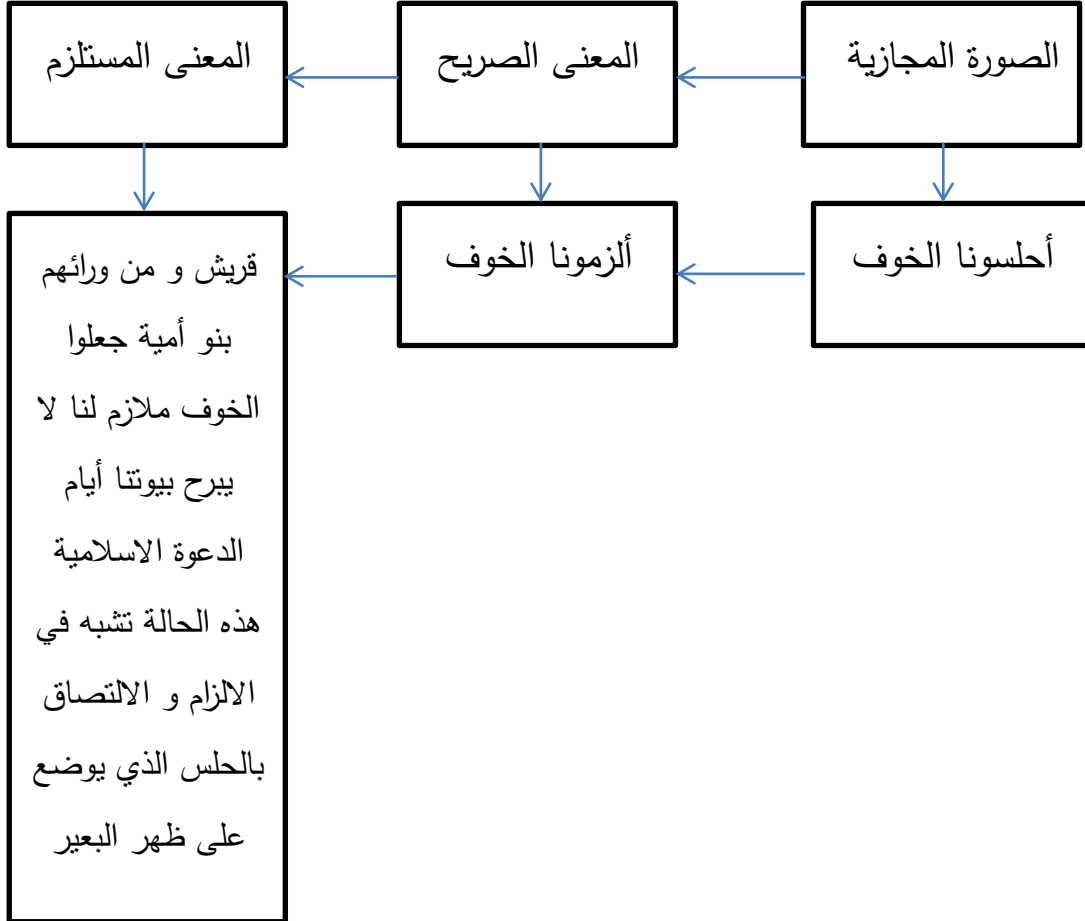 الصورة المجازية
المعنى الصريح
المعنى المستلزم
أحلسونا الخوف
ألزمونا الخوف
قريش و من ورائهم
بنو أمية جعلوا
الخوف ملازم لنا لا
يبرح بيوتنا أيام
الدعوة الاسلامية
هذه الحالة تشبه في
الالزام و الالتصاق
بالحلس الذي يوضع
على ظهر البعير